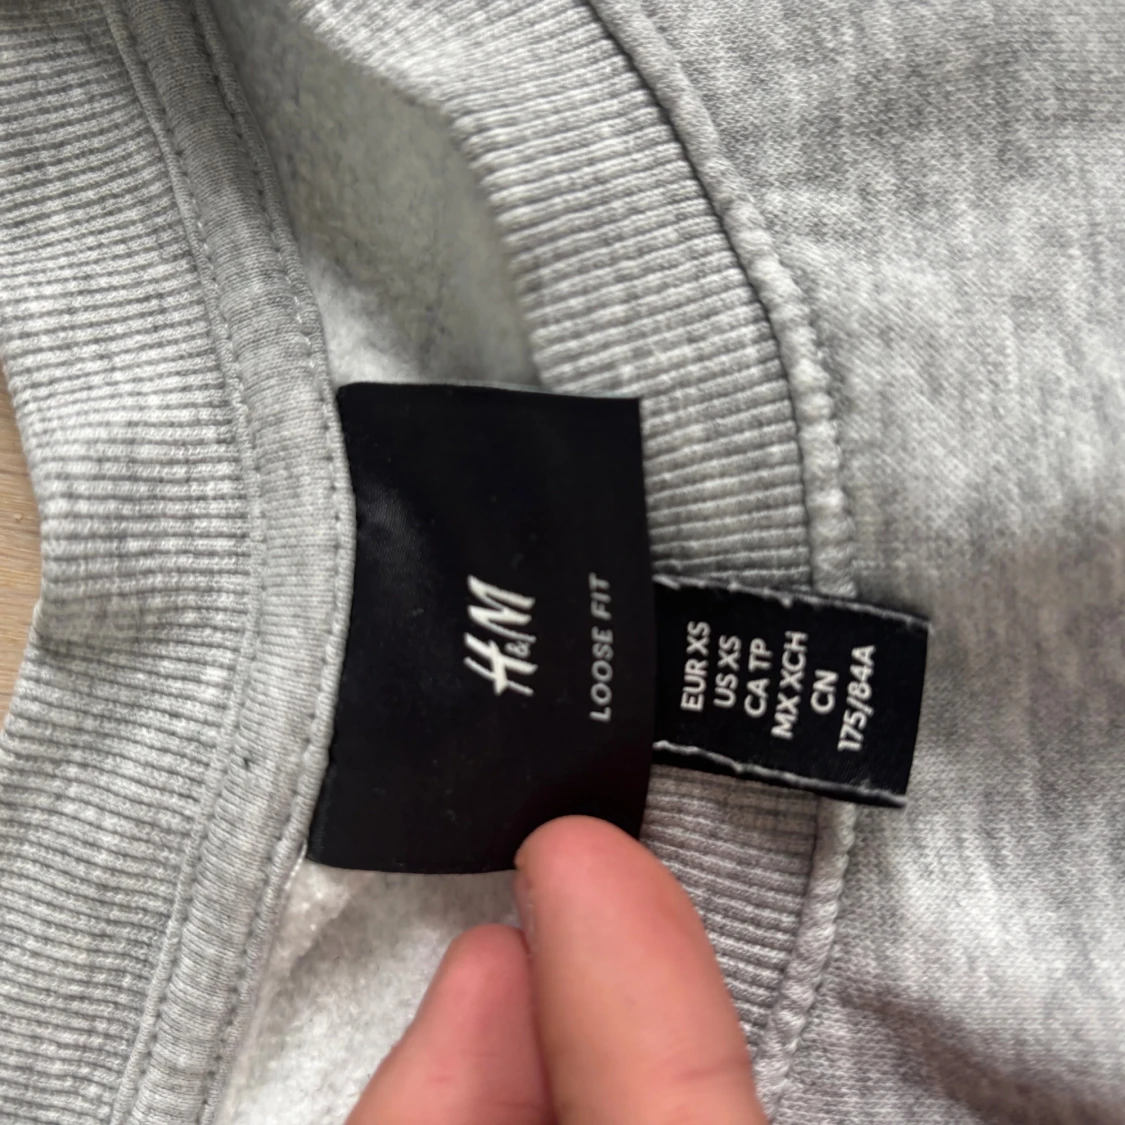 H&M
LOOSE FIT
EUR XS
US XS
CA TP
MX XCH
CN
175/84A